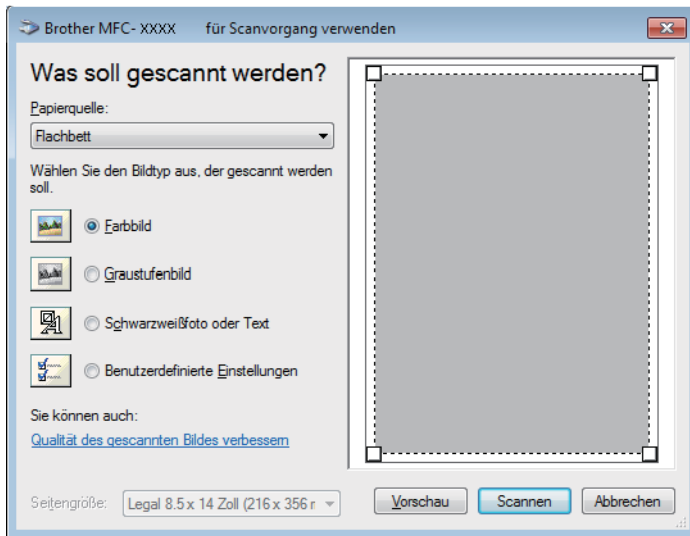 Brother MFC- XXXX für Scanvorgang verwenden
Was soll gescannt werden?
Papierquelle:
Flachbett
Wählen Sie den Bildtyp aus, der gescannt werden
soll.
Farbbild
Graustufenbild
Schwarzweißfoto oder Text
Benutzerdefinierte Einstellungen
Sie können auch:
Qualität des gescannten Bildes verbessern
Seitengröße: Legal 8.5 x 14 Zoll (216 x 356 r
Vorschau Scannen Abbrechen